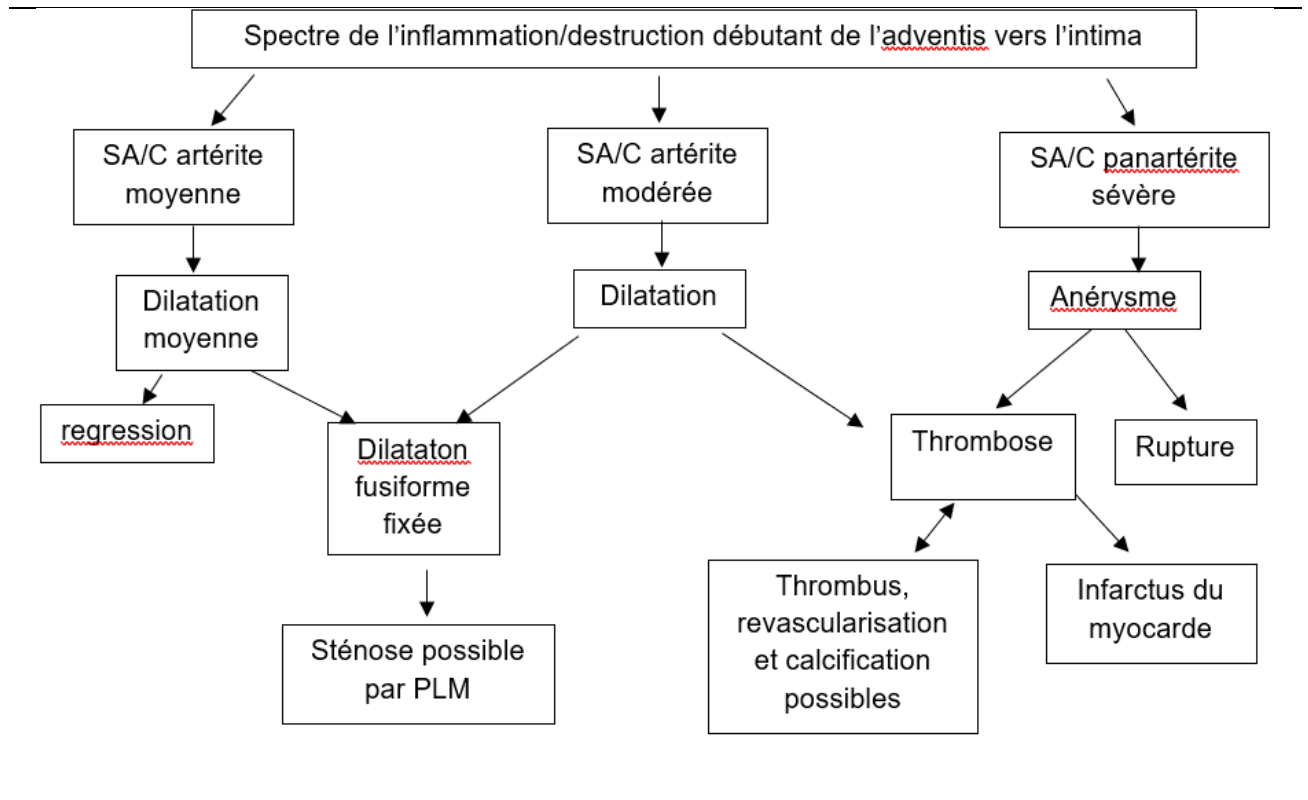 Spectre de l’inflammation/destruction débutant de l’adventis vers l’intima
SA/C artérite
moyenne
SA/C artérite
modérée
SA/C panartérite
sévère
Dilatation
moyenne
Dilatation
Anérysme
regression
Dilataton
fusiforme
fixée
Thrombose
Rupture
Sténose possible
par PLM
Thrombus,
revascularisation
et calcification
possibles
Infarctus du
myocarde